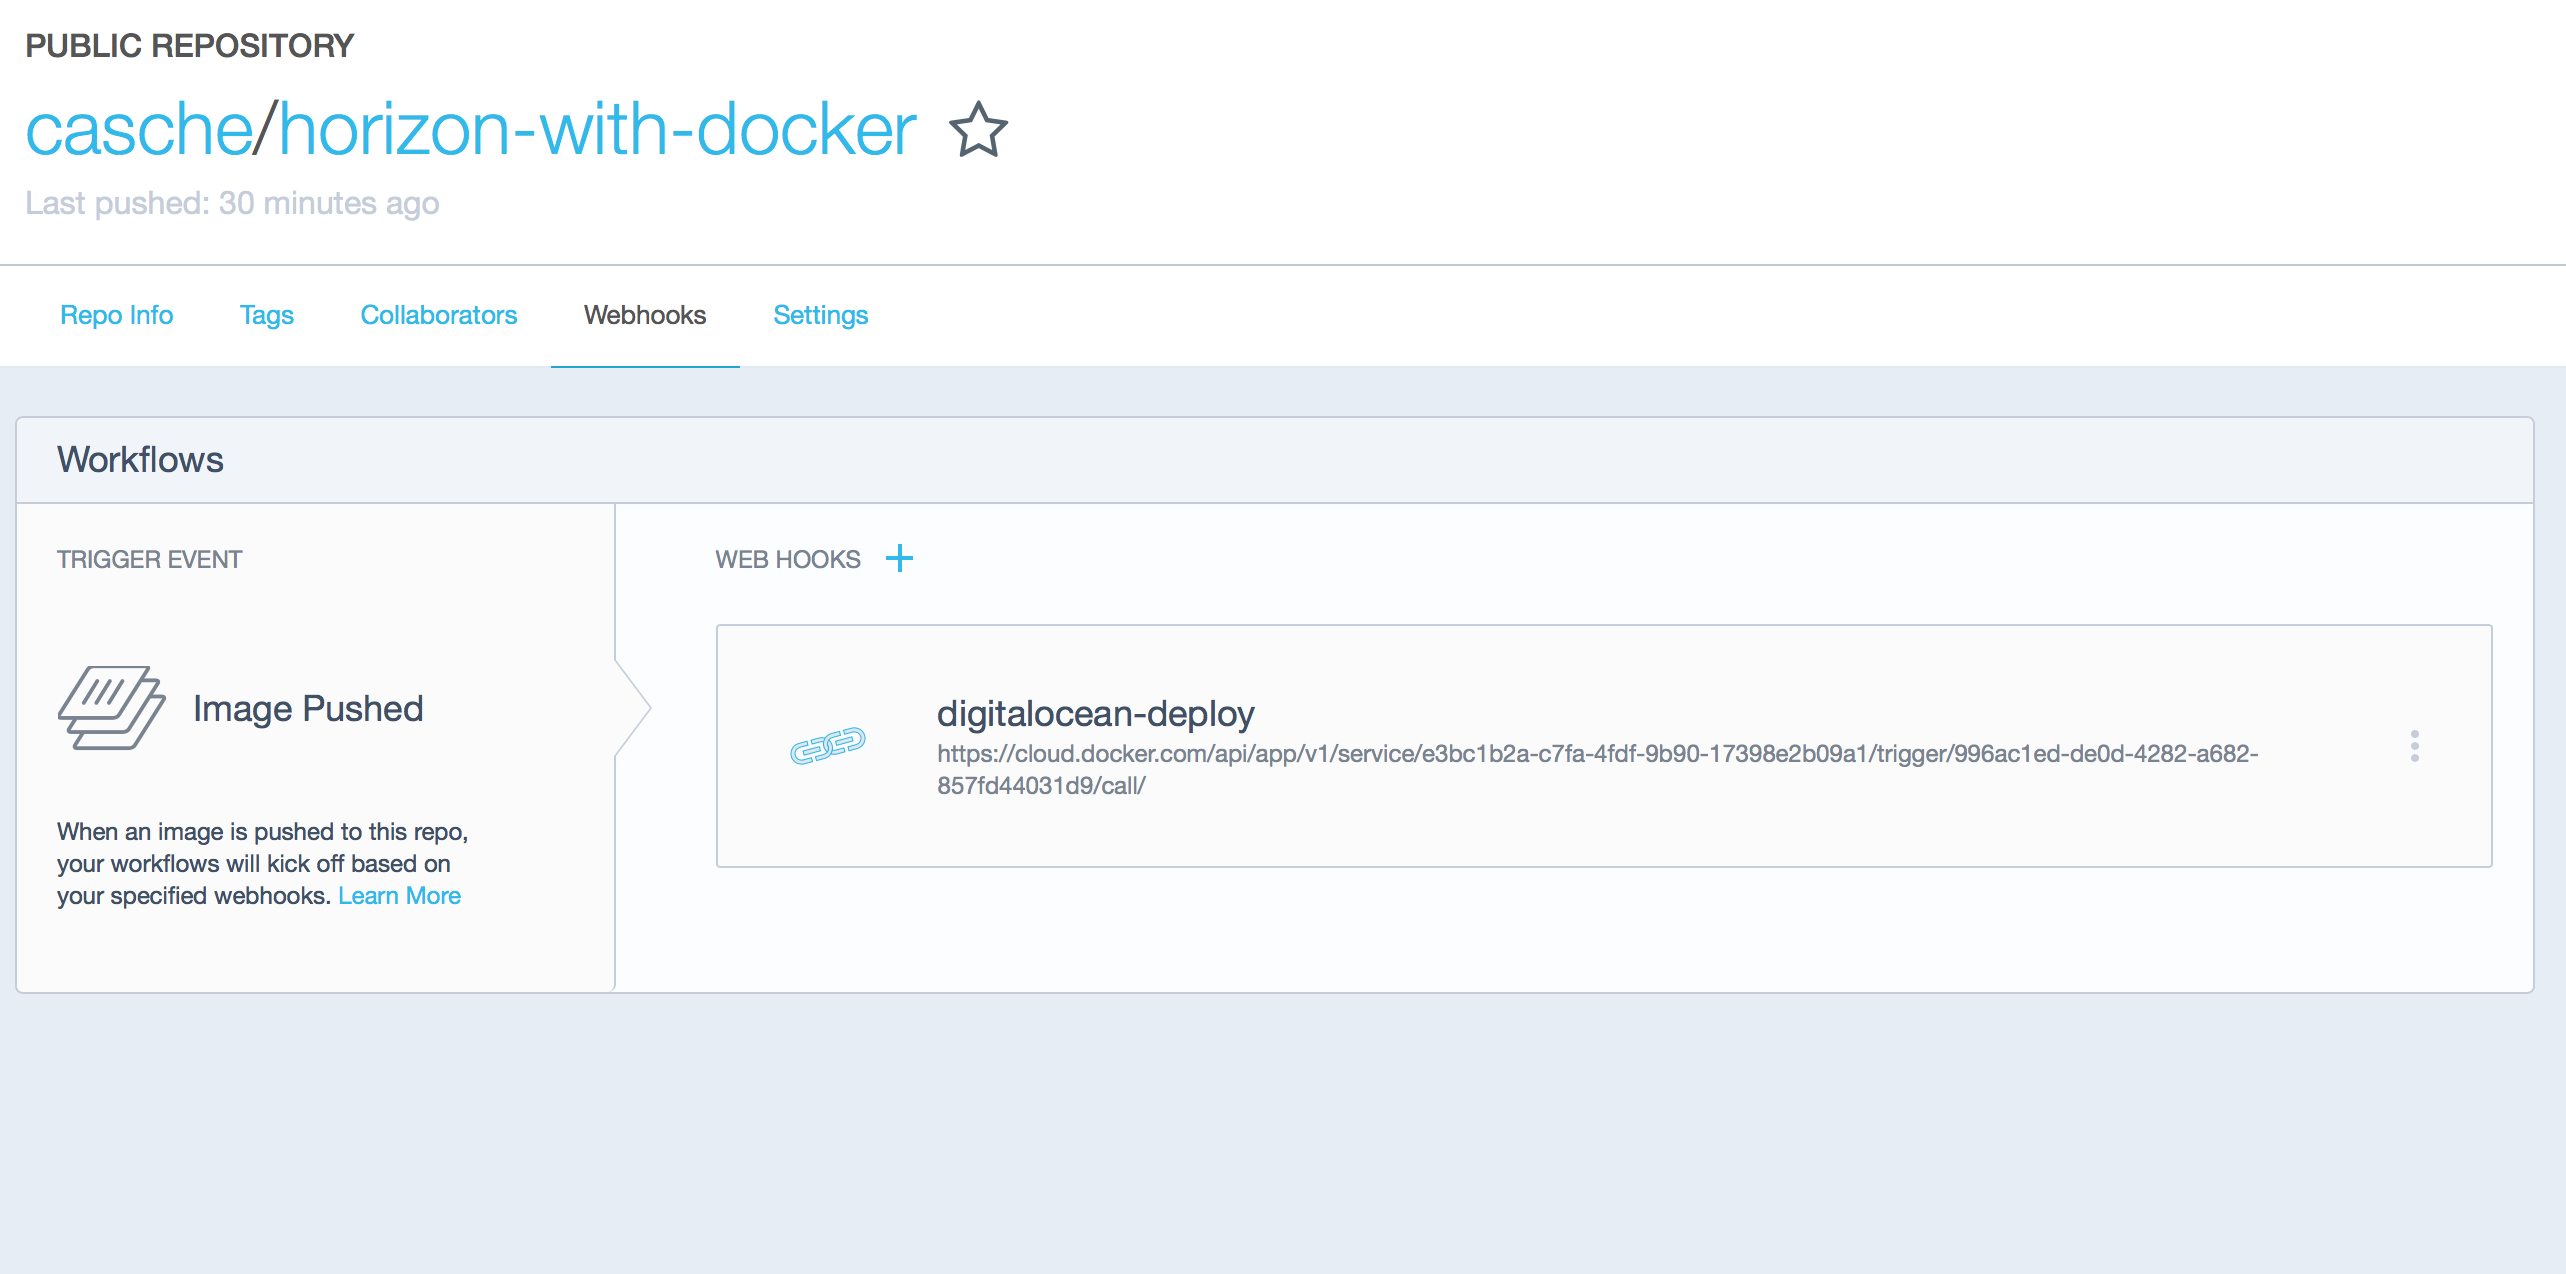 PUBLIC REPOSITORY
casche/horizon-with-docker
Last pushed: 30 minutes ago
Repo Info Tags Collaborators Webhooks Settings
Workflows
TRIGGER EVENT
Image Pushed
When an image is pushed to this repo,
your workflows will kick off based on
your specified webhooks. Learn More
WEB HOOKS
digitalocean-deploy
https://cloud.docker.com/api/app/v1/service/e3bc1b2a-c7fa-4fdf-9b90-17398e2b09a1/trigger/996ac1ed-de0d-4282-a682-
857fd44031d9/call/